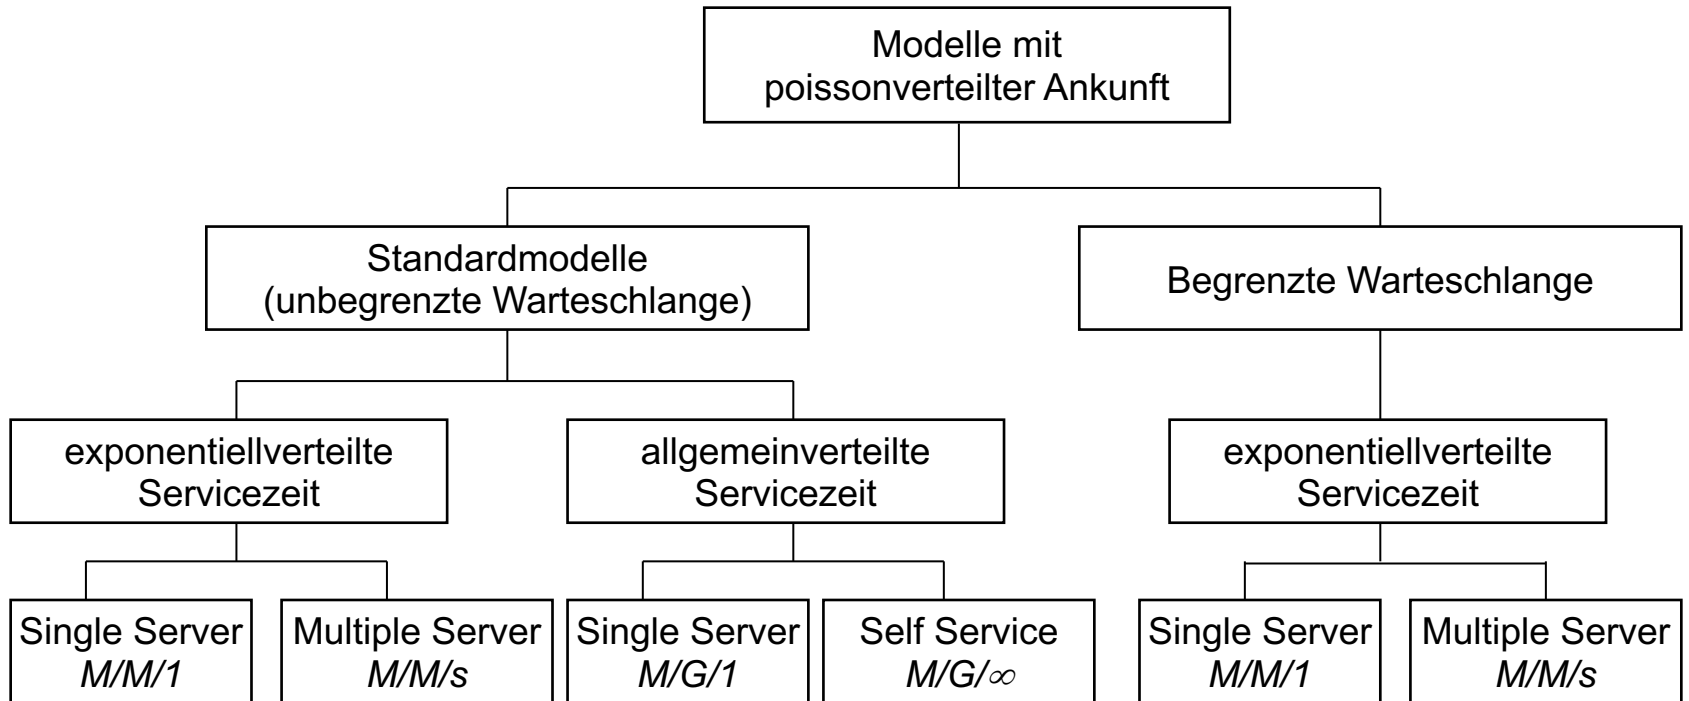 Modelle mit
poissonverteilter Ankunft
Standardmodelle
(unbegrenzte Warteschlange)
Begrenzte Warteschlange
exponentiellverteilte
Servicezeit
allgemeinverteilte
Servicezeit
exponentiellverteilte
Servicezeit
Single Server
M/M/1
Multiple Server
M/M/s
Single Server
M/G/1
Self Service
M/G/∞
Single Server
M/M/1
Multiple Server
M/M/s